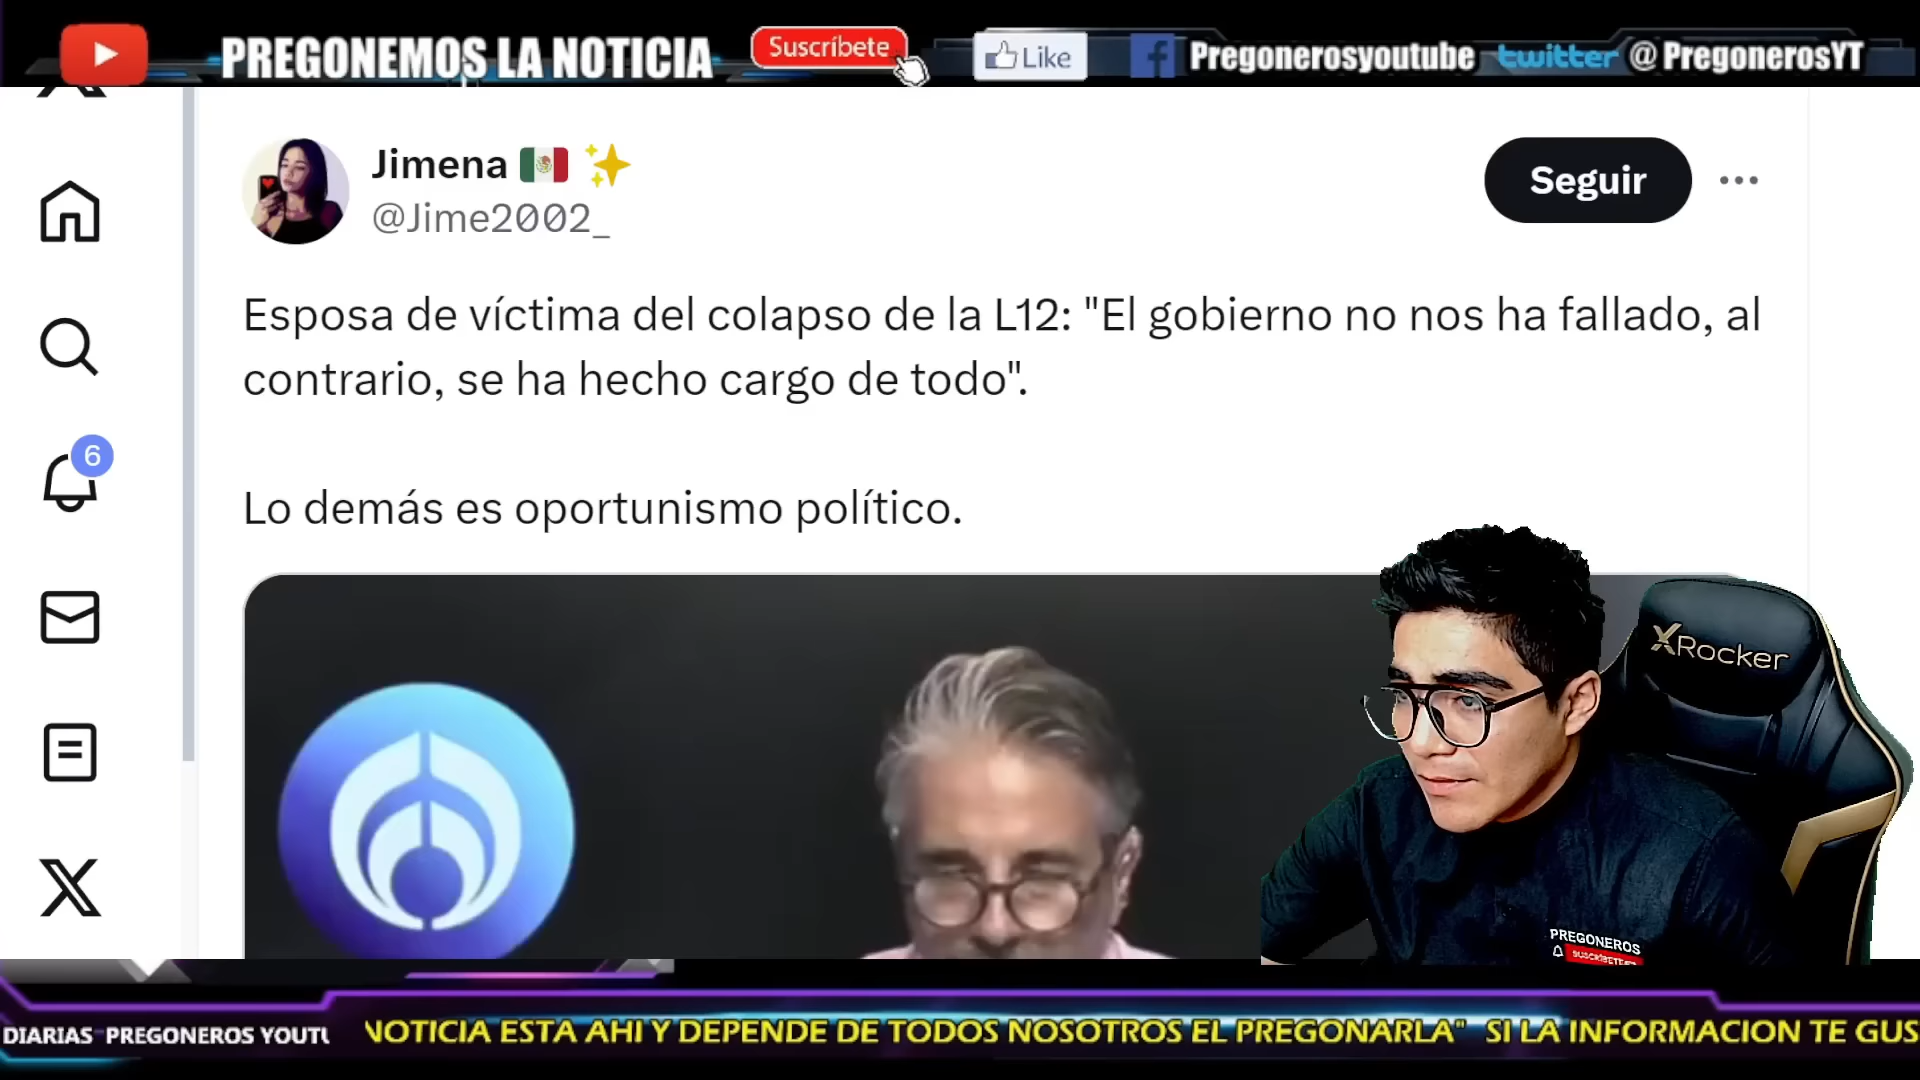 PREGONEMOS LA NOTICIA
Suscríbete
Like
Pregonerosyoutube
twitter @PregonerosYT
Jimena
@Jime2002_
Seguir
Esposa de víctima del colapso de la L12: "El gobierno no nos ha fallado, al
contrario, se ha hecho cargo de todo".
Lo demás es oportunismo político.
6
XRocker
PREGONEROS
SUSCRIBETE
DIARIAS PREGONEROS YOUTU
NOTICIA ESTA AHI Y DEPENDE DE TODOS NOSOTROS EL PREGONARLA" SI LA INFORMACION TE GUS